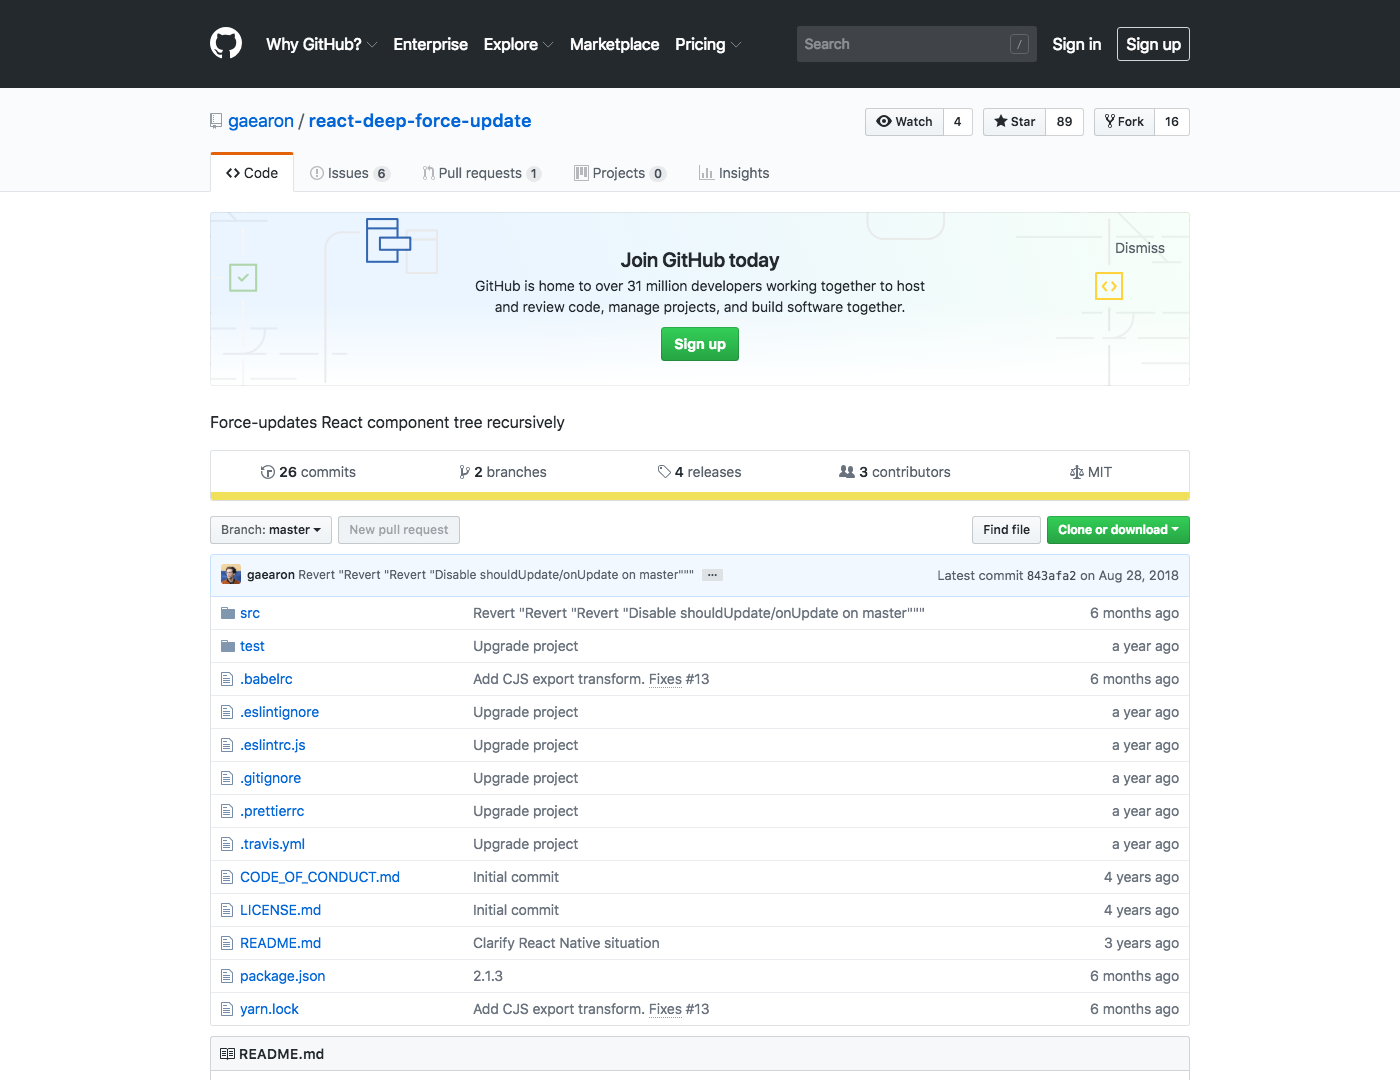 Why GitHub? Enterprise Explore Marketplace Pricing Search / Sign in Sign up
gaearon / react-deep-force-update Watch 4 Star 89 Fork 16
Code Issues 6 Pull requests 1 Projects 0 Insights
Dismiss
Join GitHub today
GitHub is home to over 31 million developers working together to host
and review code, manage projects, and build software together.
Sign up
Force-updates React component tree recursively
26 commits 2 branches 4 releases 3 contributors MIT
Branch: master New pull request Find file Clone or download
gaearon Revert "Revert "Revert "Disable shouldUpdate/onUpdate on master""" … Latest commit 843afa2 on Aug 28, 2018
src Revert "Revert "Revert "Disable shouldUpdate/onUpdate on master""" 6 months ago
test Upgrade project a year ago
.babelrc Add CJS export transform. Fixes #13 6 months ago
.eslintignore Upgrade project a year ago
.eslintrc.js Upgrade project a year ago
.gitignore Upgrade project a year ago
.prettierrc Upgrade project a year ago
.travis.yml Upgrade project a year ago
CODE_OF_CONDUCT.md Initial commit 4 years ago
LICENSE.md Initial commit 4 years ago
README.md Clarify React Native situation 3 years ago
package.json 2.1.3 6 months ago
yarn.lock Add CJS export transform. Fixes #13 6 months ago
README.md